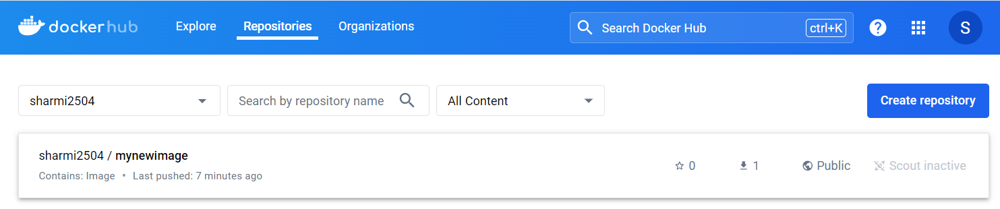 docker hub Explore Repositories Organizations Search Docker Hub ctrl+K ? S
sharmi2504 Search by repository name All Content Create repository
sharmi2504 / mynewimage 0 1 Public Scout inactive
Contains: Image • Last pushed: 7 minutes ago